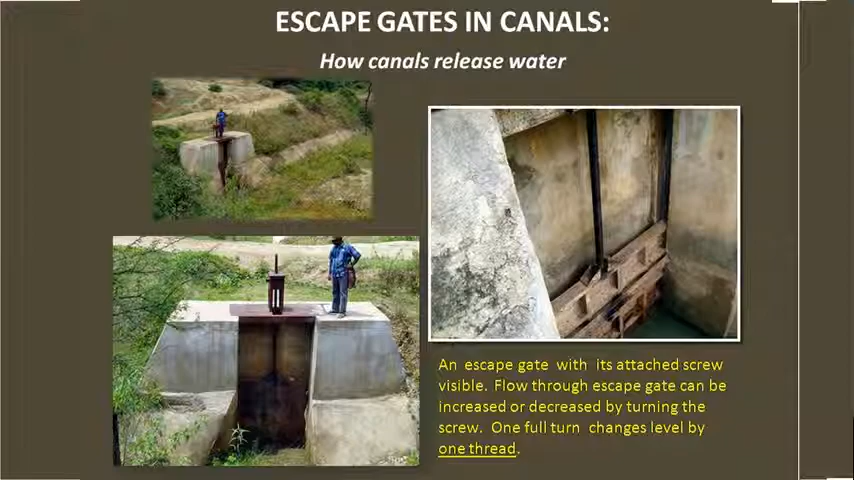 ESCAPE GATES IN CANALS:
How canals release water
An escape gate with its attached screw
visible. Flow through escape gate can be
increased or decreased by turning the
screw. One full turn changes level by
one thread.